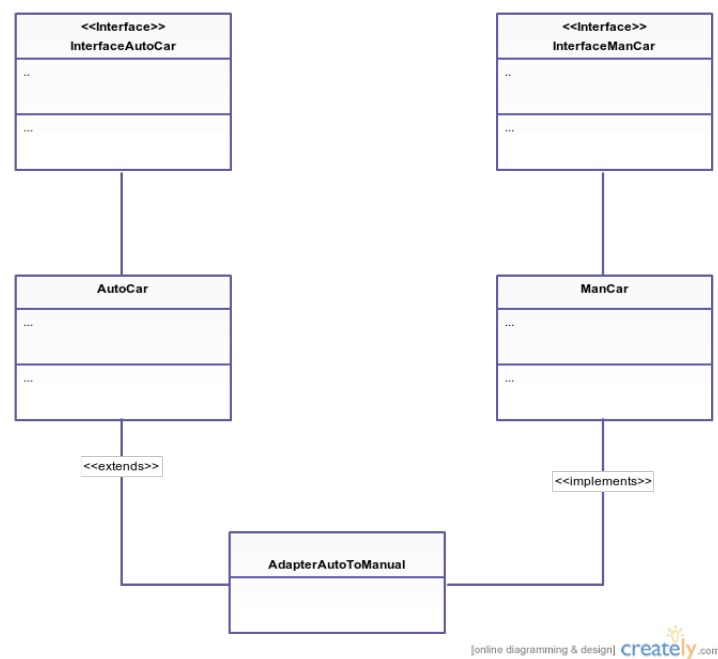 <<Interface>>
InterfaceAutoCar
..
...
<<Interface>>
InterfaceManCar
..
...
AutoCar
...
...
ManCar
...
...
<<extends>>
<<implements>>
AdapterAutoToManual
[online diagramming & design] creately.com